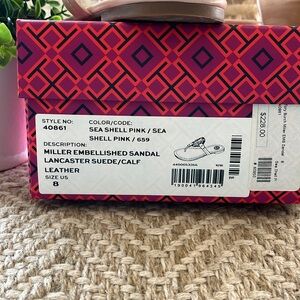 STYLE NO:
40861
COLOR/CODE:
SEA SHELL PINK / SEA
SHELL PINK / 659
DESCRIPTION:
MILLER EMBELLISHED SANDAL
LANCASTER SUEDE/CALF
LEATHER
SIZE US
8
190041964345
$228.00